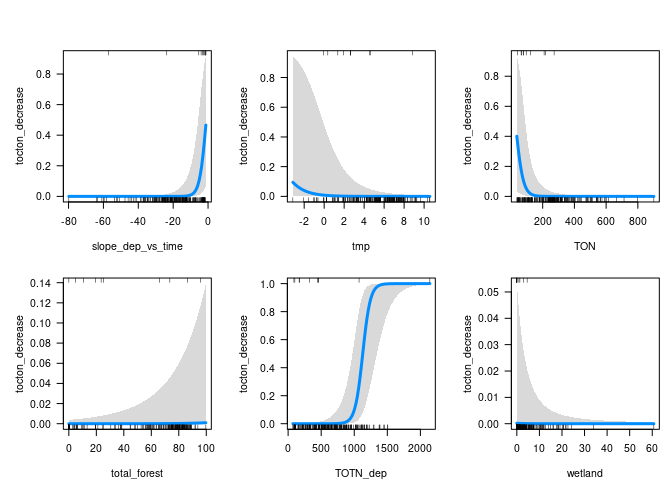 tocton_decrease
0.8
0.6
0.4
0.2
0.0
-80 -60 -40 -20 0
slope_dep_vs_time
tocton_decrease
0.8
0.6
0.4
0.2
0.0
-2 0 2 4 6 8 10
tmp
tocton_decrease
0.8
0.6
0.4
0.2
0.0
200 400 600 800
TON
tocton_decrease
0.14
0.12
0.10
0.08
0.06
0.04
0.02
0.00
0 20 40 60 80 100
total_forest
tocton_decrease
1.0
0.8
0.6
0.4
0.2
0.0
0 500 1000 1500 2000
TOTN_dep
tocton_decrease
0.05
0.04
0.03
0.02
0.01
0.00
0 10 20 30 40 50 60
wetland